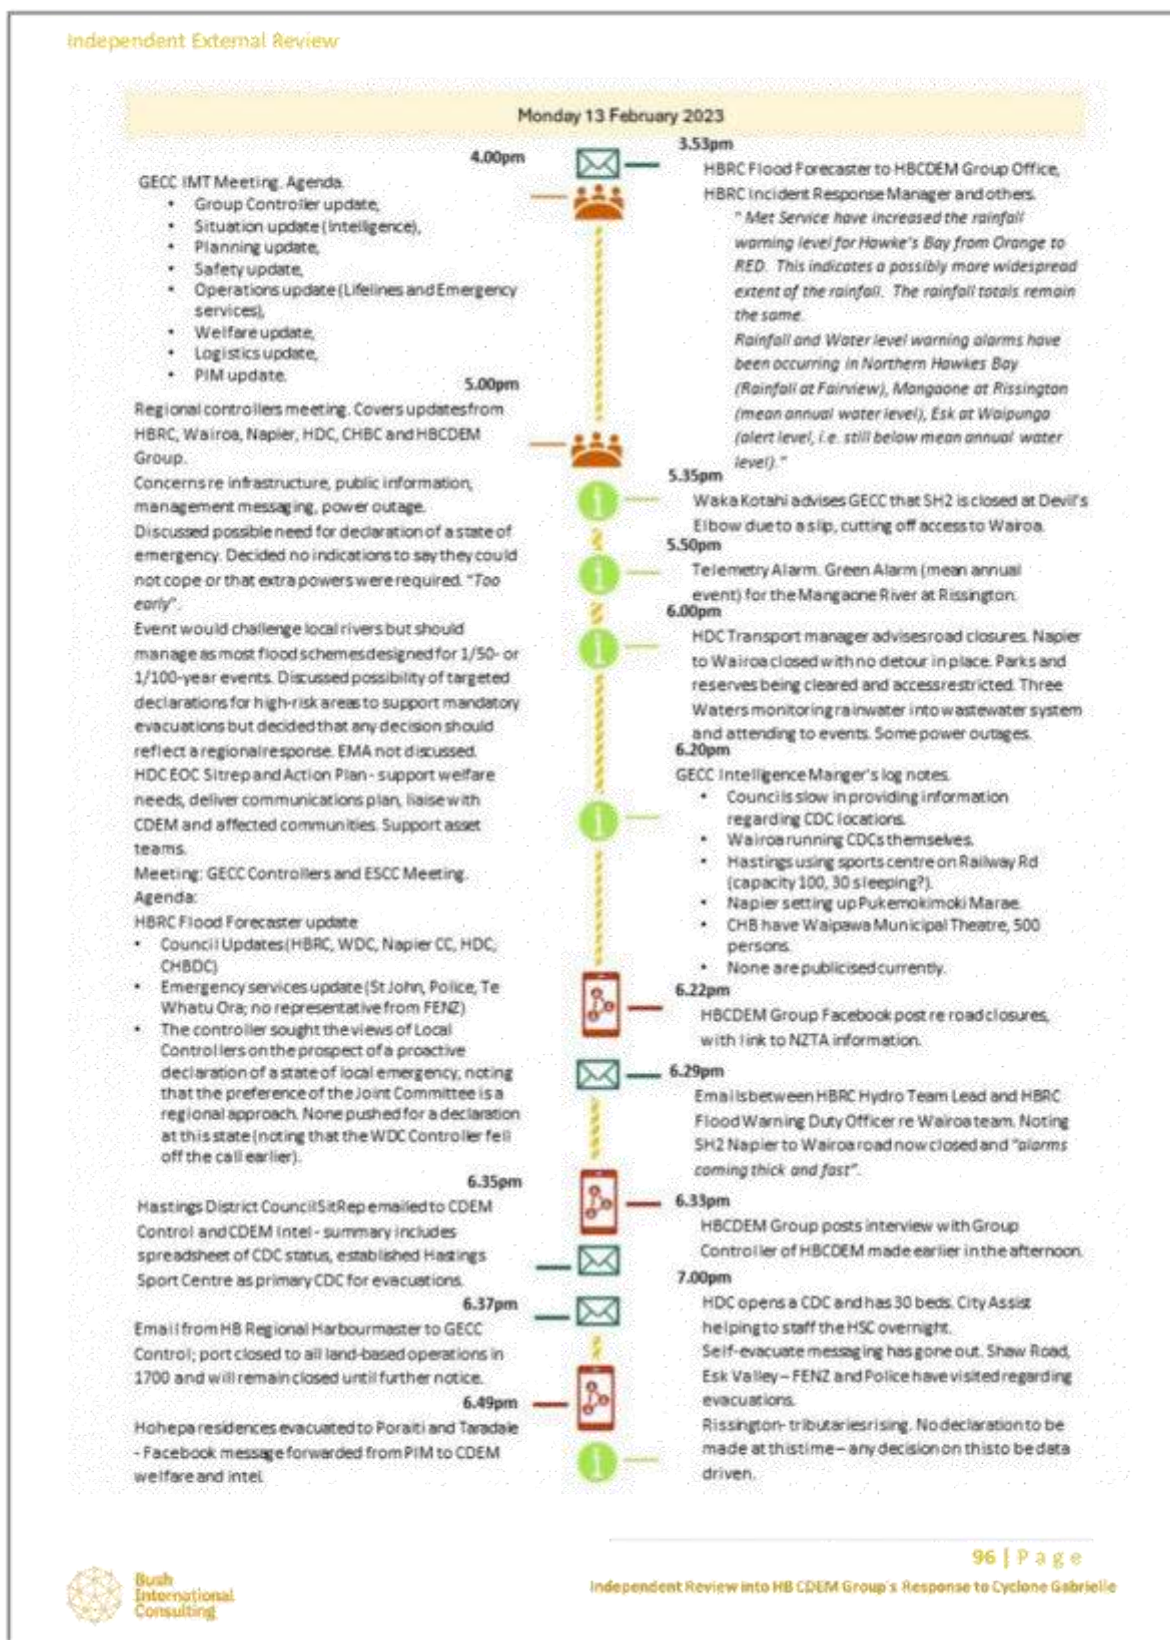 Independent External Review
Monday 13 February 2023
4.00pm
GECC IMT Meeting. Agenda.
• Group Controller update,
• Situation update (Intelligence),
• Planning update,
• Safety update,
• Operations update (Lifelines and Emergency
services),
• Welfare update,
• Logistics update,
• PIM update.
5.00pm
Regional controllers meeting. Covers updates from
HBRC, Wairoa, Napier, HDC, CHBC and HBCDEM
Group.
Concerns re infrastructure, public information,
management messaging, power outage.
Discussed possible need for declaration of a state of
emergency. Decided no indications to say they could
not cope or that extra powers were required. "Too
early".
Event would challenge local rivers but should
manage as most flood schemes designed for 1/50- or
1/100-year events. Discussed possibility of targeted
declarations for high-risk areas to support mandatory
evacuations but decided that any decision should
reflect a regional response. EMA not discussed.
HDC EOC Sitrep and Action Plan - support welfare
needs, deliver communications plan, liaise with
CDEM and affected communities. Support asset
teams.
Meeting: GECC Controllers and ESCC Meeting.
Agenda:
HBRC Flood Forecaster update
• Council Updates (HBRC, WDC, Napier CC, HDC,
CHBDC)
• Emergency services update (St John, Police, Te
Whatu Ora; no representative from FENZ)
• The controller sought the views of Local
Controllers on the prospect of a proactive
declaration of a state of local emergency, noting
that the preference of the Joint Committee is a
regional approach. None pushed for a declaration
at this state (noting that the WDC Controller fell
off the call earlier).
6.35pm
Hastings District Council SitRep emailed to CDEM
Control and CDEM Intel - summary includes
spreadsheet of CDC status, established Hastings
Sport Centre as primary CDC for evacuations.
6.37pm
Email from HB Regional Harbourmaster to GECC
Control; port closed to all land-based operations in
1700 and will remain closed until further notice.
6.49pm
Hohepa residences evacuated to Poraiti and Taradale
- Facebook message forwarded from PIM to CDEM
welfare and intel.
3.53pm
HBRC Flood Forecaster to HBCDEM Group Office,
HBRC Incident Response Manager and others.
" Met Service have increased the rainfall
warning level for Hawke's Bay from Orange to
RED. This indicates a possibly more widespread
extent of the rainfall. The rainfall totals remain
the same.
Rainfall and Water level warning alarms have
been occurring in Northern Hawkes Bay
(Rainfall at Fairview), Mangaone at Rissington
(mean annual water level), Esk at Waipunga
(alert level, i.e. still below mean annual water
level)."
5.35pm
Waka Kotahi advises GECC that SH2 is closed at Devil's
Elbow due to a slip, cutting off access to Wairoa.
5.50pm
Telemetry Alarm. Green Alarm (mean annual
event) for the Mangaone River at Rissington.
6.00pm
HDC Transport manager advises road closures. Napier
to Wairoa closed with no detour in place. Parks and
reserves being cleared and access restricted. Three
Waters monitoring rainwater into wastewater system
and attending to events. Some power outages.
6.20pm
GECC Intelligence Manger's log notes.
• Councils slow in providing information
regarding CDC locations.
• Wairoa running CDCs themselves.
• Hastings using sports centre on Railway Rd
(capacity 100, 30 sleeping?).
• Napier setting up Pukemokimoki Marae.
• CHB have Waipawa Municipal Theatre, 500
persons.
• None are publicised currently.
6.22pm
HBCDEM Group Facebook post re road closures,
with link to NZTA information.
6.29pm
Emails between HBRC Hydro Team Lead and HBRC
Flood Warning Duty Officer re Wairoa team. Noting
SH2 Napier to Wairoa road now closed and "alarms
coming thick and fast".
6.33pm
HBCDEM Group posts interview with Group
Controller of HBCDEM made earlier in the afternoon.
7.00pm
HDC opens a CDC and has 30 beds. City Assist
helping to staff the HSC overnight.
Self-evacuate messaging has gone out. Shaw Road,
Esk Valley – FENZ and Police have visited regarding
evacuations.
Rissington- tributaries rising. No declaration to be
made at this time – any decision on this to be data
driven.
96 | Page
Bush
International
Consulting
Independent Review into HB CDEM Group's Response to Cyclone Gabrielle